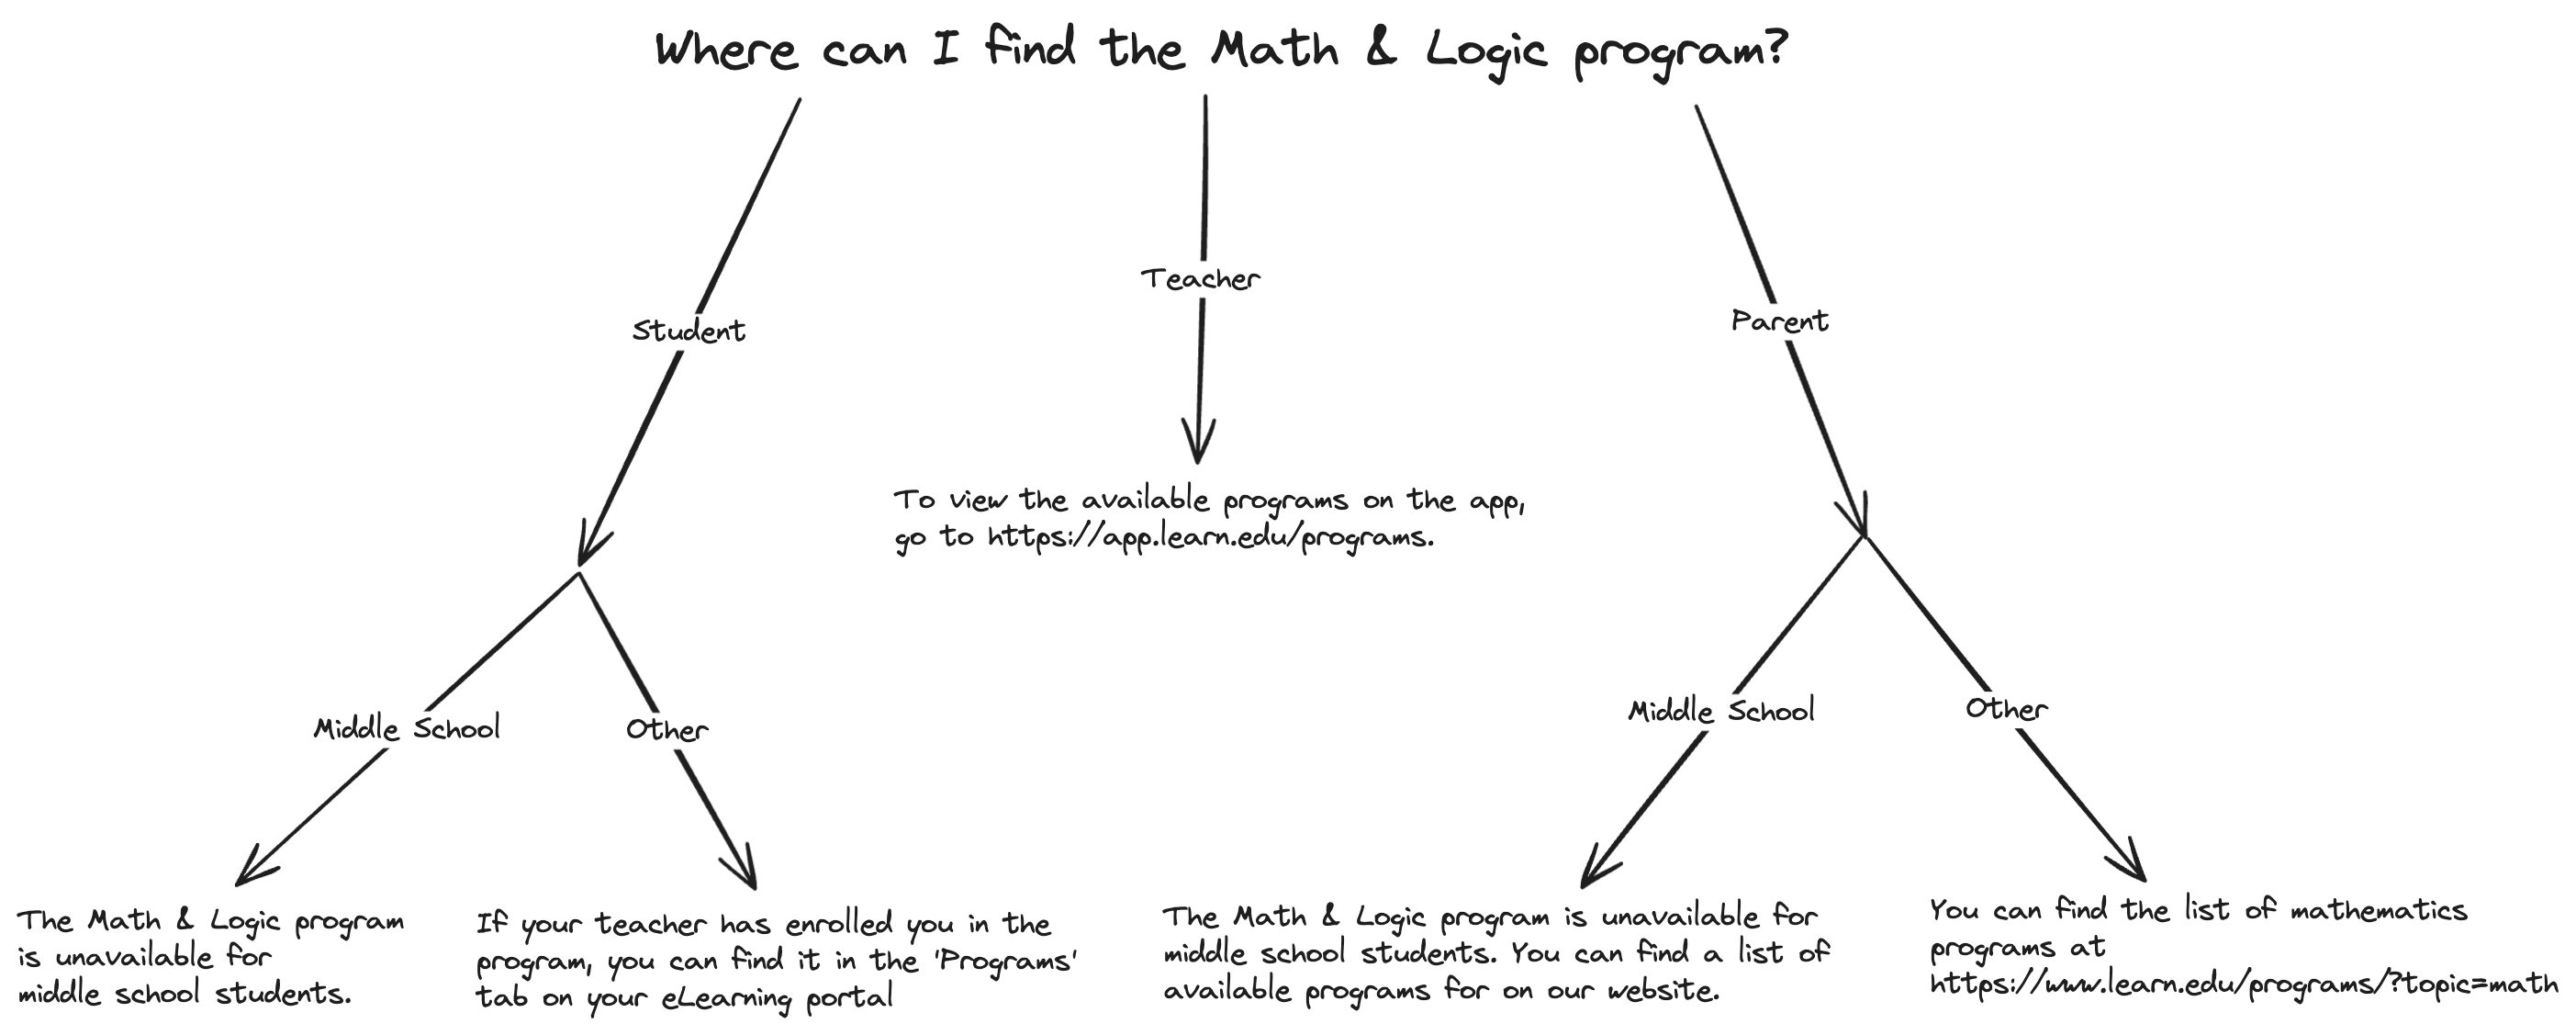 Where can I find the Math & Logic program?
Student
Teacher
Parent
To view the available programs on the app,
go to https://app.learn.edu/programs.
Middle School
Other
Middle School
Other
The Math & Logic program
is unavailable for
middle school students.
If your teacher has enrolled you in the
program, you can find it in the 'Programs'
tab on your eLearning portal
The Math & Logic program is unavailable for
middle school students. You can find a list of
available programs for on our website.
You can find the list of mathematics
programs at
https://www.learn.edu/programs/?topic=math